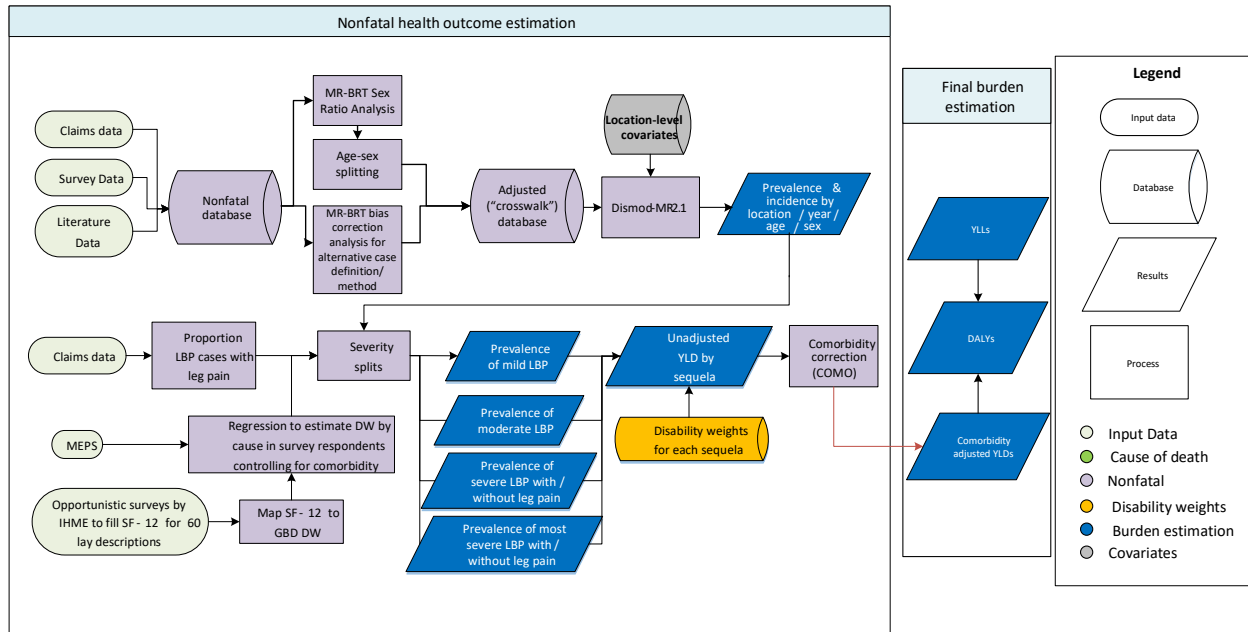 Nonfatal health outcome estimation
Claims data
Survey Data
Literature Data
Nonfatal
database
MR-BRT Sex
Ratio Analysis
Age-sex
splitting
MR-BRT bias
correction
analysis for
alternative case
definition/
method
Adjusted
("crosswalk")
database
Location-level
covariates
Dismod-MR2.1
Prevalence &
incidence by
location / year /
age / sex
Claims data
Proportion
LBP cases with
leg pain
Severity
splits
Prevalence
of mild LBP
Prevalence of
moderate LBP
Prevalence of
severe LBP with /
without leg pain
Prevalence of most
severe LBP with /
without leg pain
Unadjusted
YLD by
sequela
Disability weights
for each sequela
Comorbidity
correction
(COMO)
MEPS
Regression to estimate DW by
cause in survey respondents
controlling for comorbidity
Opportunistic surveys by
IHME to fill SF - 12 for 60
lay descriptions
Map SF - 12 to
GBD DW
Final burden
estimation
YLLs
DALYs
Comorbidity
adjusted YLDs
Legend
Input data
Database
Results
Process
Input Data
Cause of death
Nonfatal
Disability weights
Burden estimation
Covariates